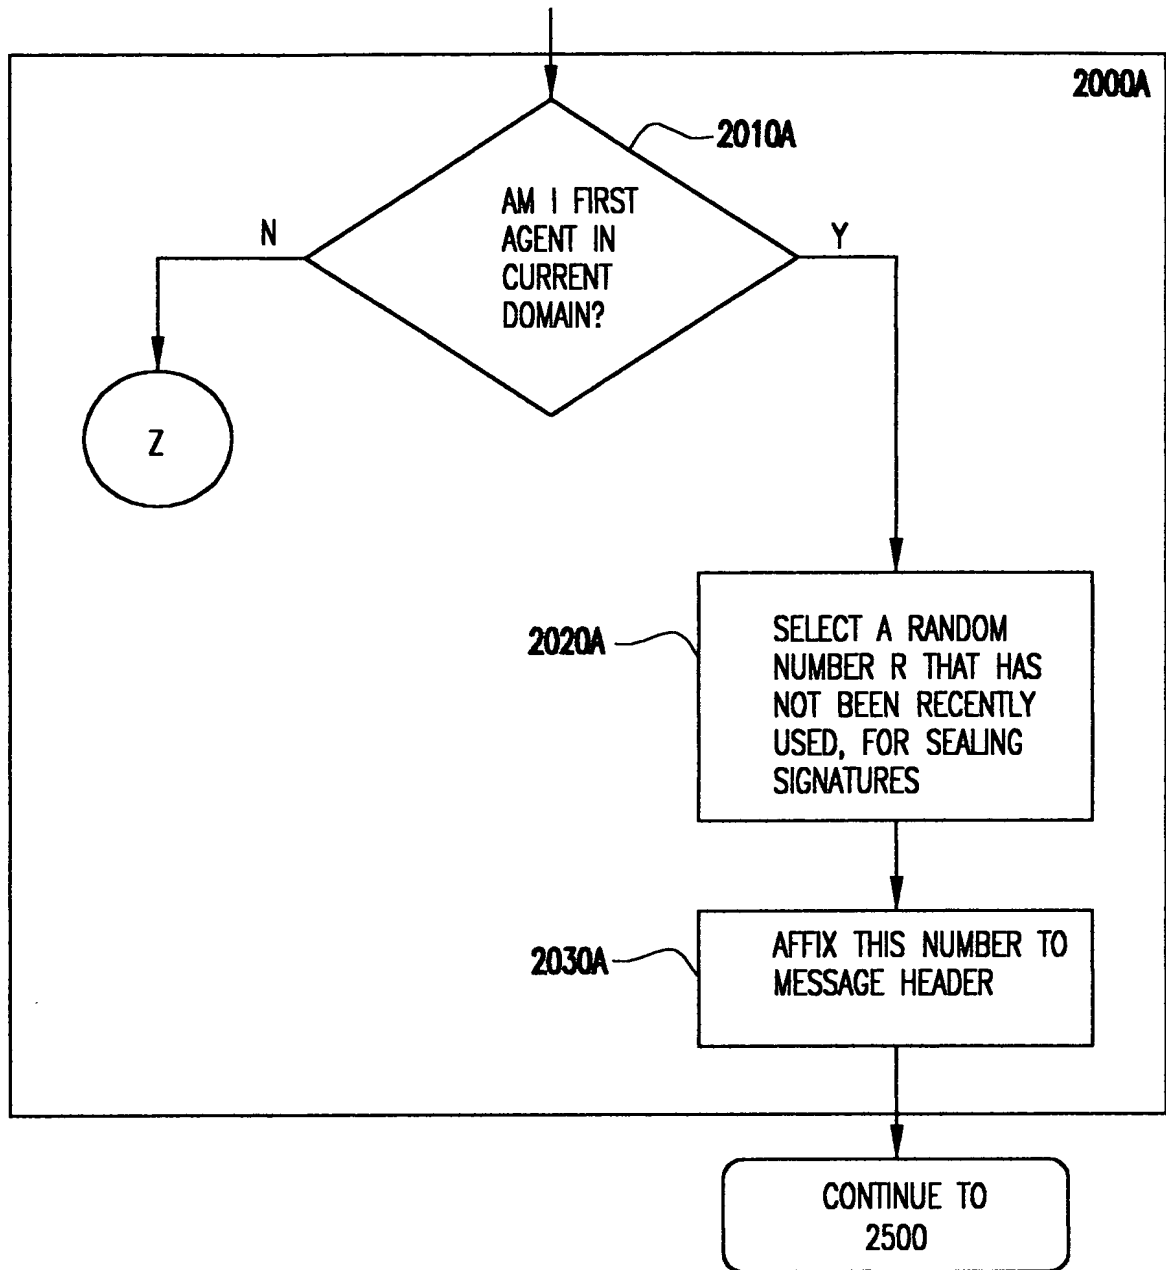 2000A
2010A
AM I FIRST
AGENT IN
CURRENT
DOMAIN?
N
Y
Z
2020A
SELECT A RANDOM
NUMBER R THAT HAS
NOT BEEN RECENTLY
USED, FOR SEALING
SIGNATURES
2030A
AFFIX THIS NUMBER TO
MESSAGE HEADER
CONTINUE TO
2500